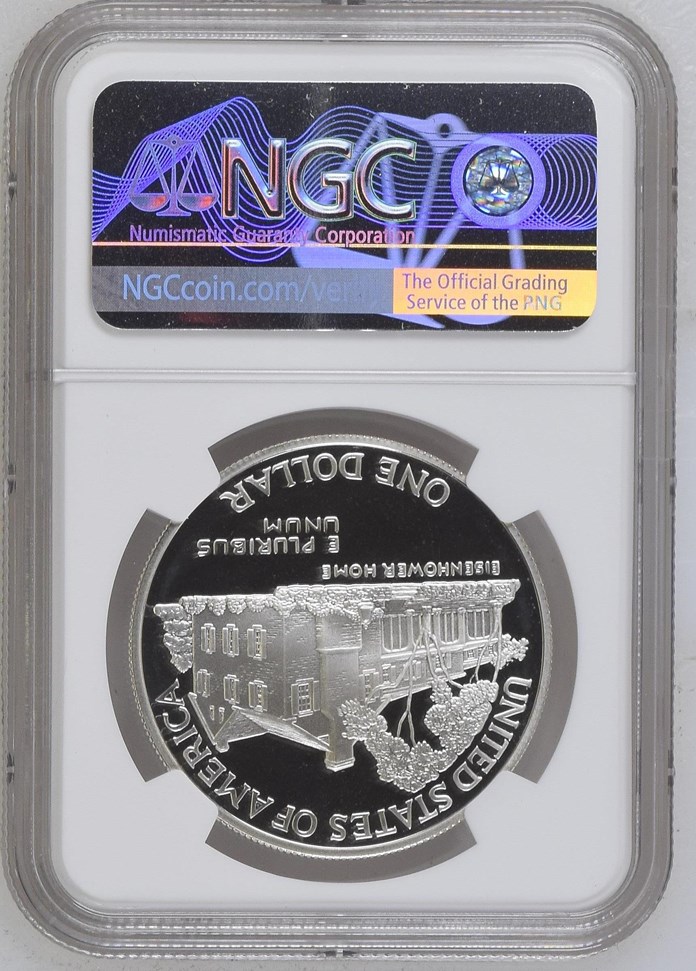 NGC
Numismatic Guaranty Corporation
NGCcoin.com/verify
The Official Grading
Service of the PNG
UNITED STATES OF AMERICA
EISENHOWER HOME
E PLURIBUS
UNUM
ONE DOLLAR